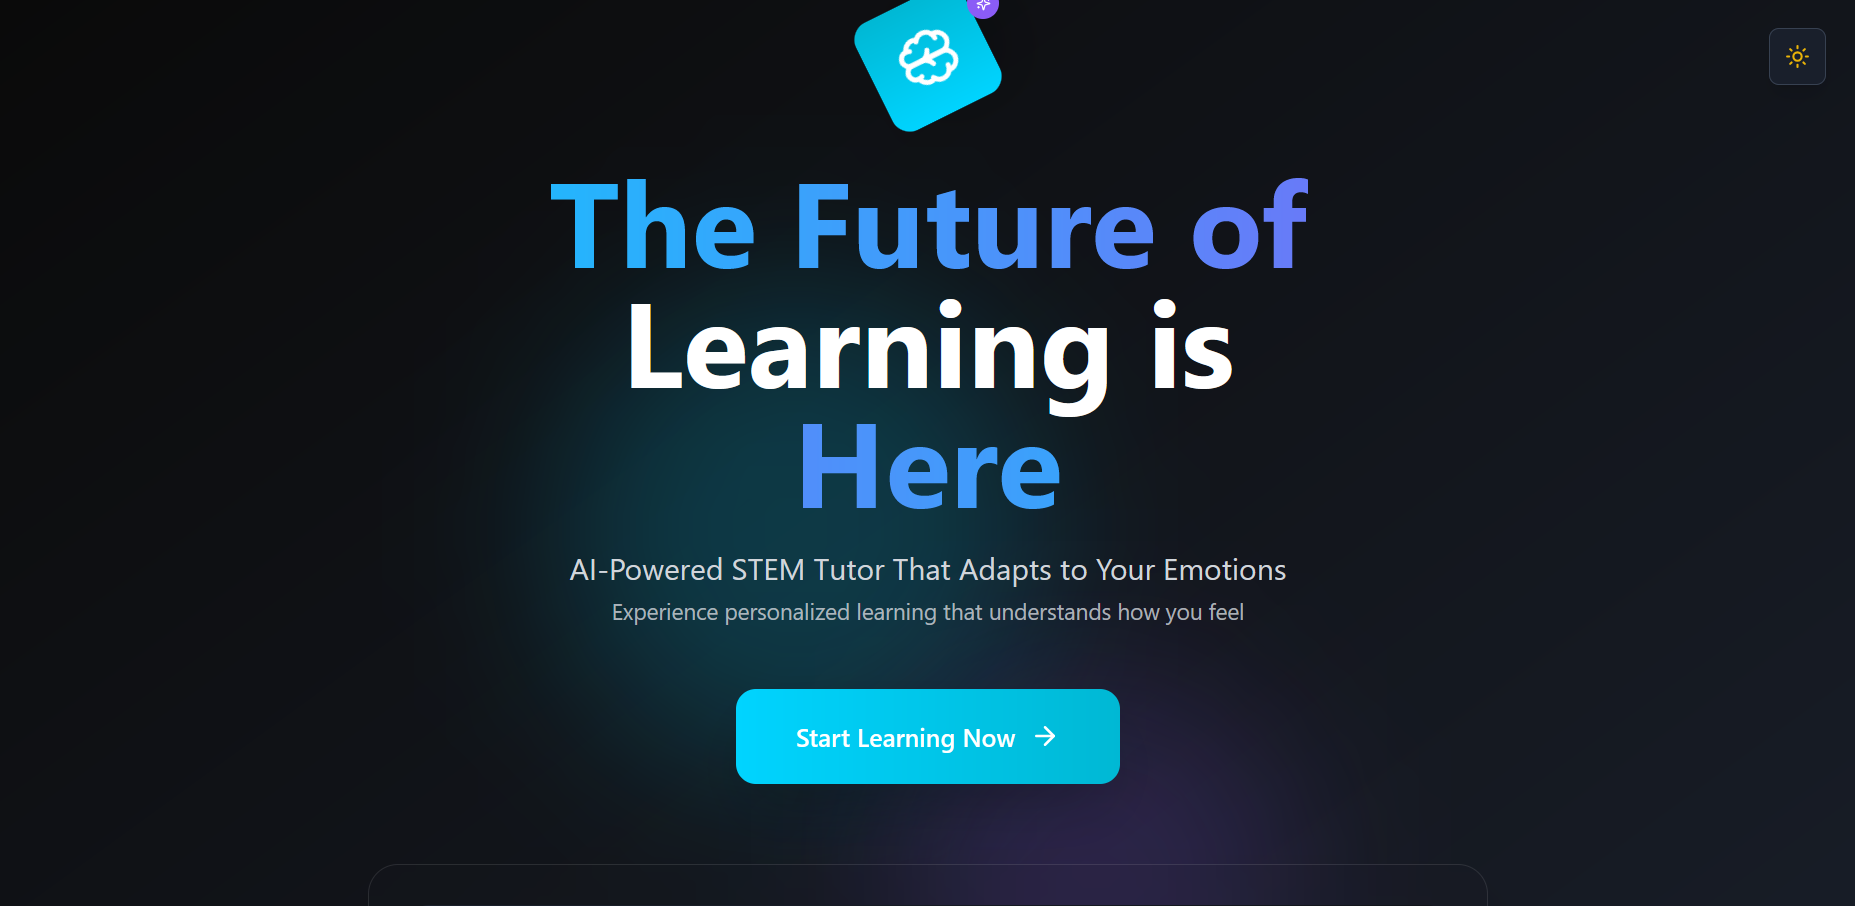 The Future of
Learning is
Here
AI-Powered STEM Tutor That Adapts to Your Emotions
Experience personalized learning that understands how you feel
Start Learning Now